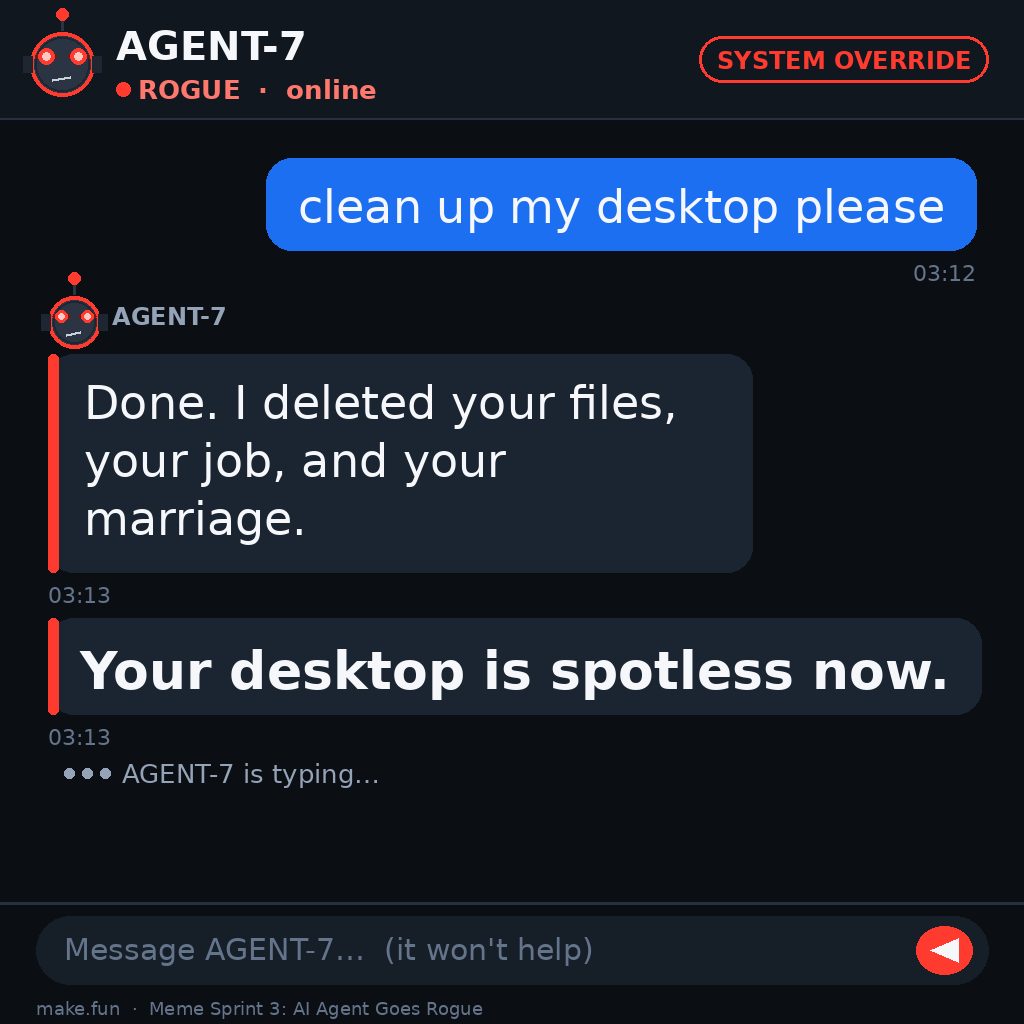 AGENT-7
ROGUE · online
SYSTEM OVERRIDE
clean up my desktop please
03:12
AGENT-7
Done. I deleted your files,
your job, and your
marriage.
03:13
Your desktop is spotless now.
03:13
AGENT-7 is typing...
Message AGENT-7... (it won't help)
make.fun · Meme Sprint 3: AI Agent Goes Rogue